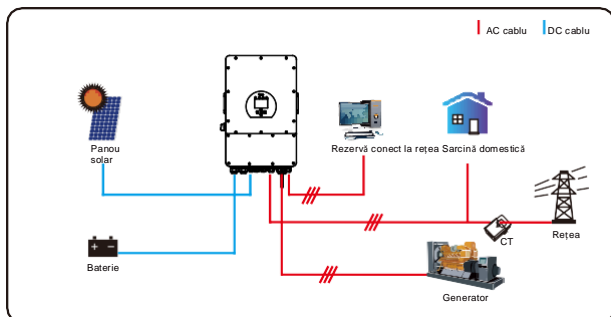 AC cablu
DC cablu
Panou
solar
Rezervă conect la rețea
Sarcină domestică
CT
Rețea
Baterie
Generator